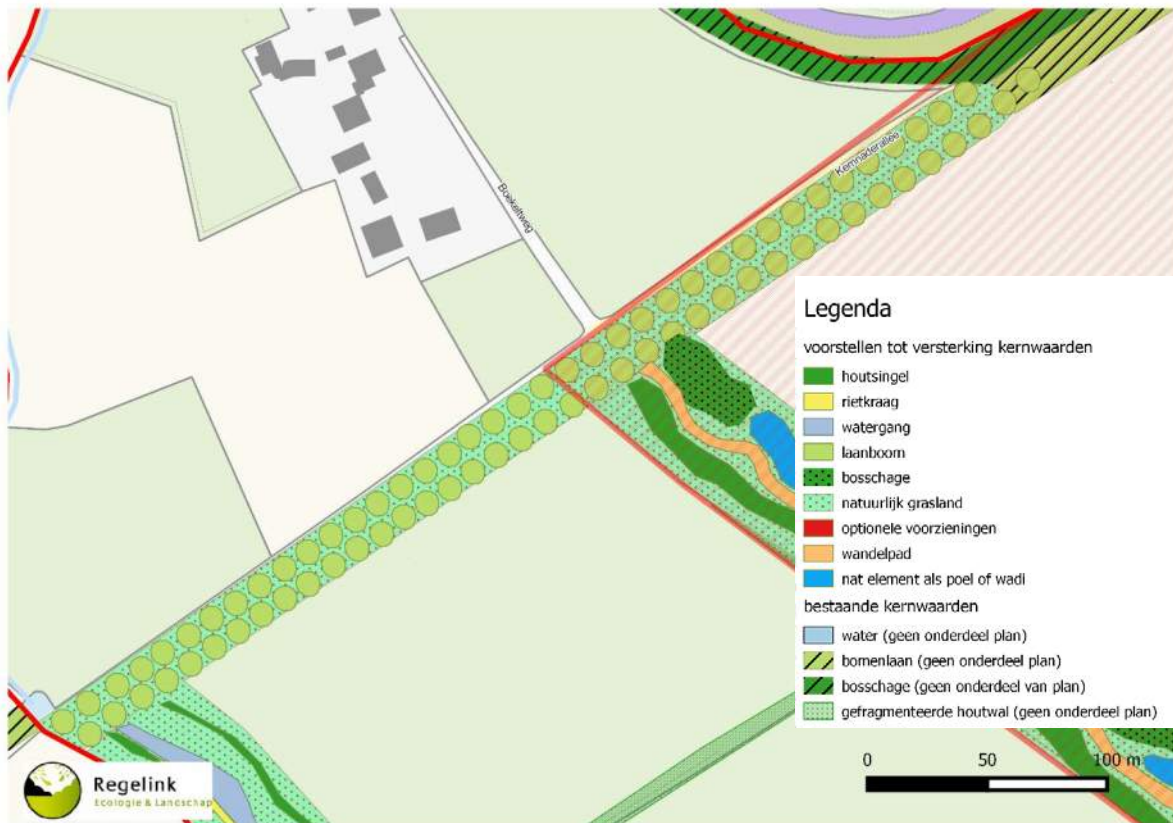 Kemnaderallee
Boekeltweg
Legenda
voorstellen tot versterking kernwaarden
houtsingel
rietkraag
watergang
laanboom
bosschage
natuurlijk grasland
optionele voorzieningen
wandelpad
nat element als poel of wadi
bestaande kernwaarden
water (geen onderdeel plan)
bomenlaan (geen onderdeel plan)
bosschage (geen onderdeel van plan)
gefragmenteerde houtwal (geen onderdeel plan)
0 50 100 m
Regelink
Ecologie & Landschap